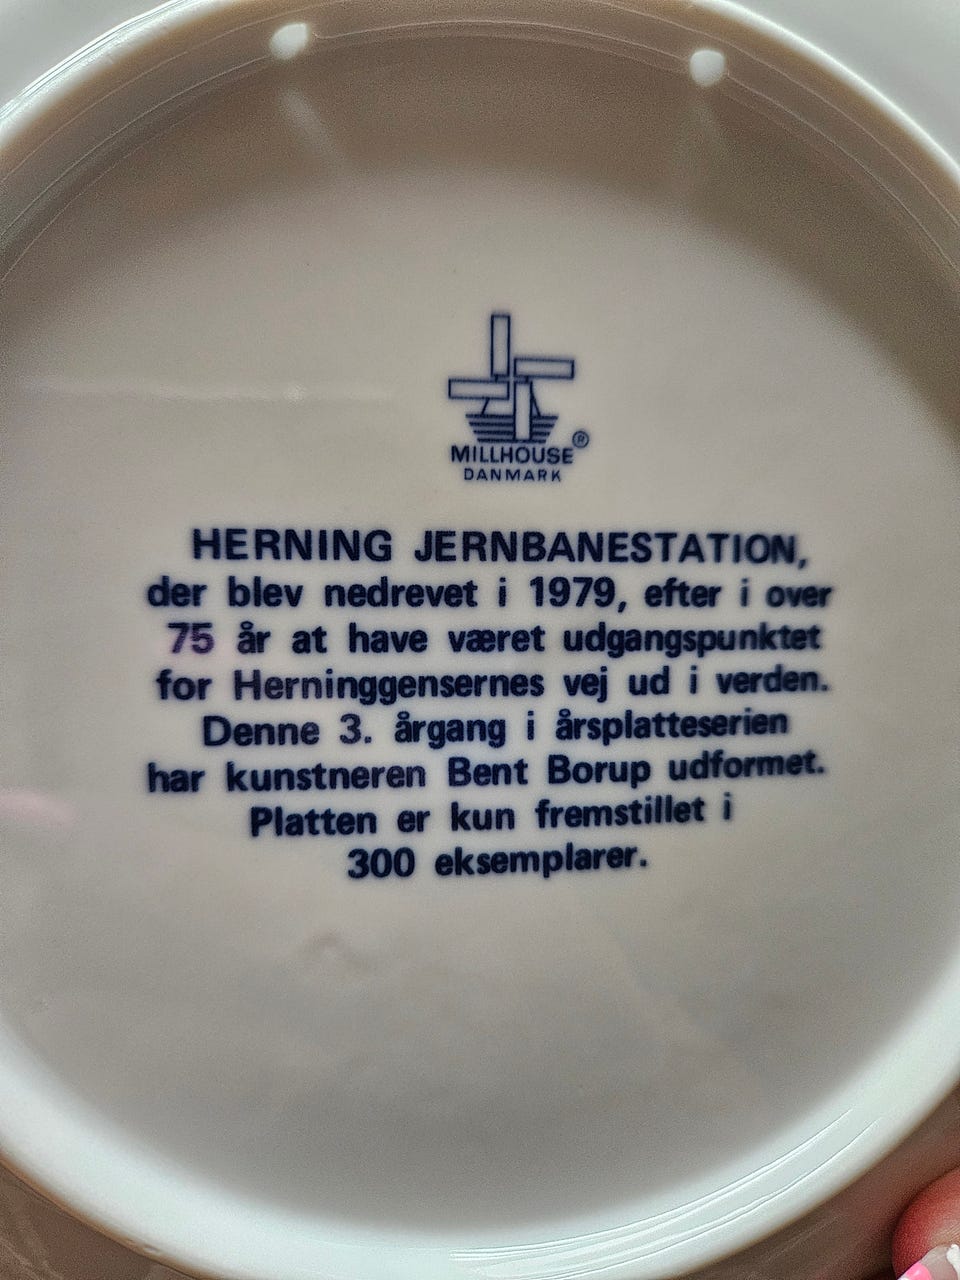 MILLHOUSE ®
DANMARK
HERNING JERNBANESTATION,
der blev nedrevet i 1979, efter i over
75 år at have været udgangspunktet
for Herninggensernes vej ud i verden.
Denne 3. årgang i årsplatteserien
har kunstneren Bent Borup udformet.
Platten er kun fremstillet i
300 eksemplarer.